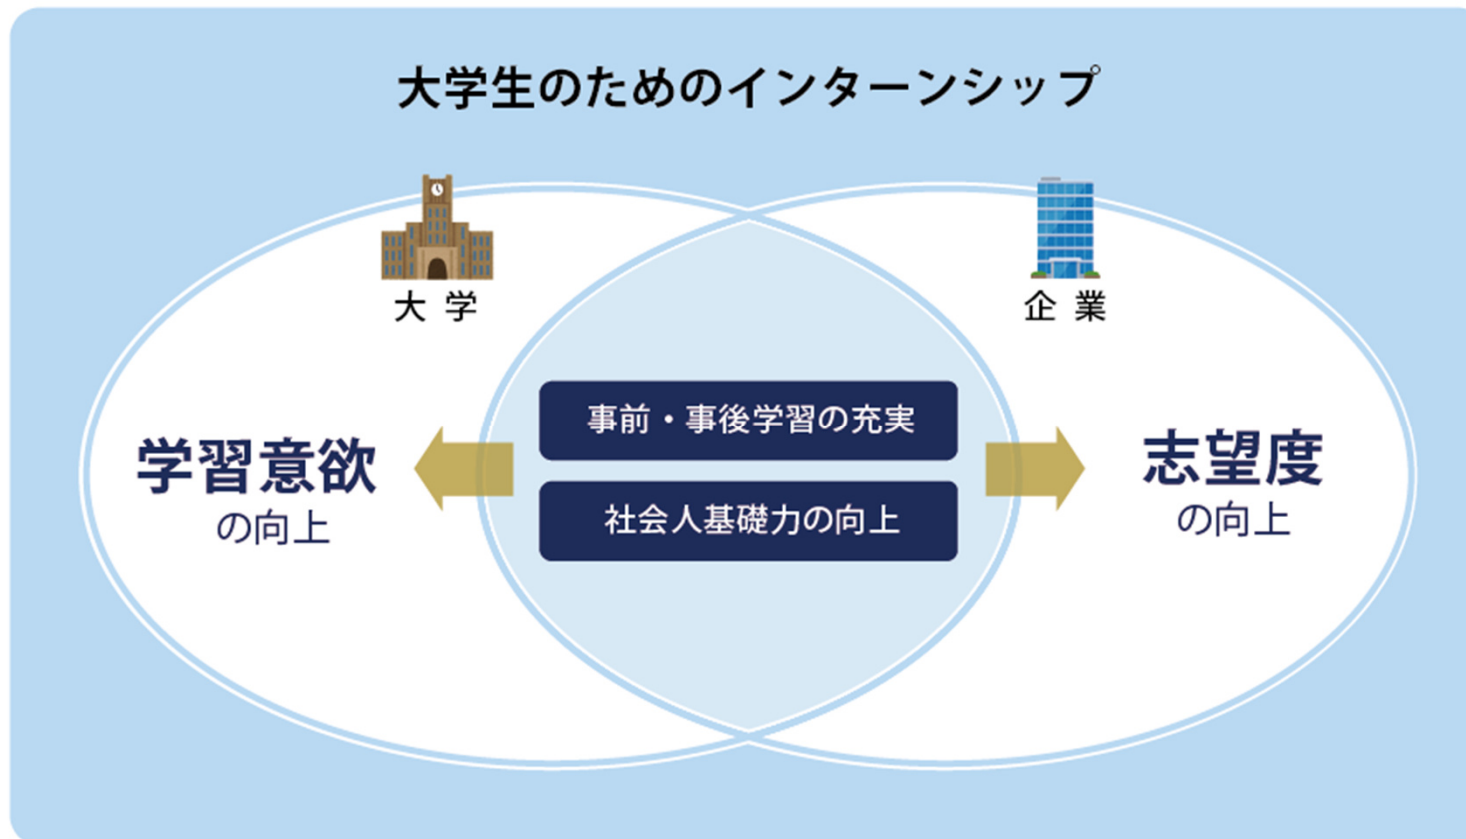 大学生のためのインターンシップ
大学
企業
事前・事後学習の充実
社会人基礎力の向上
学習意欲
の向上
志望度
の向上